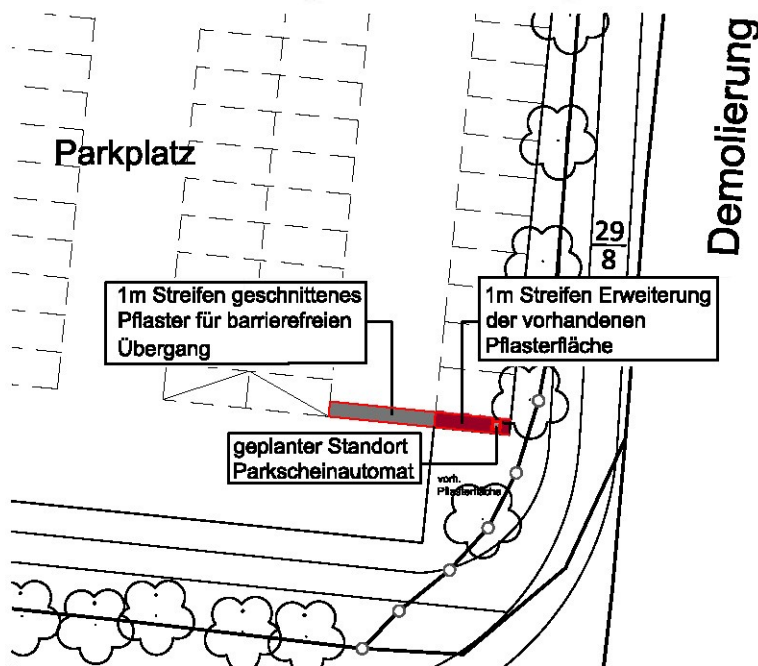 Demolierung
Parkplatz
29
8
1m Streifen geschnittenes
Pflaster für barrierefreien
Übergang
1m Streifen Erweiterung
der vorhandenen
Pflasterfläche
geplanter Standort
Parkscheinautomat
vorh.
Pflasterfläche